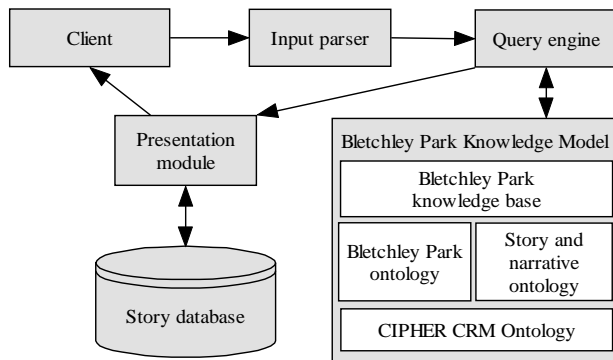 Client
Input parser
Query engine
Presentation
module
Bletchley Park Knowledge Model
Bletchley Park
knowledge base
Bletchley Park
ontology
Story and
narrative
ontology
Story database
CIPHER CRM Ontology